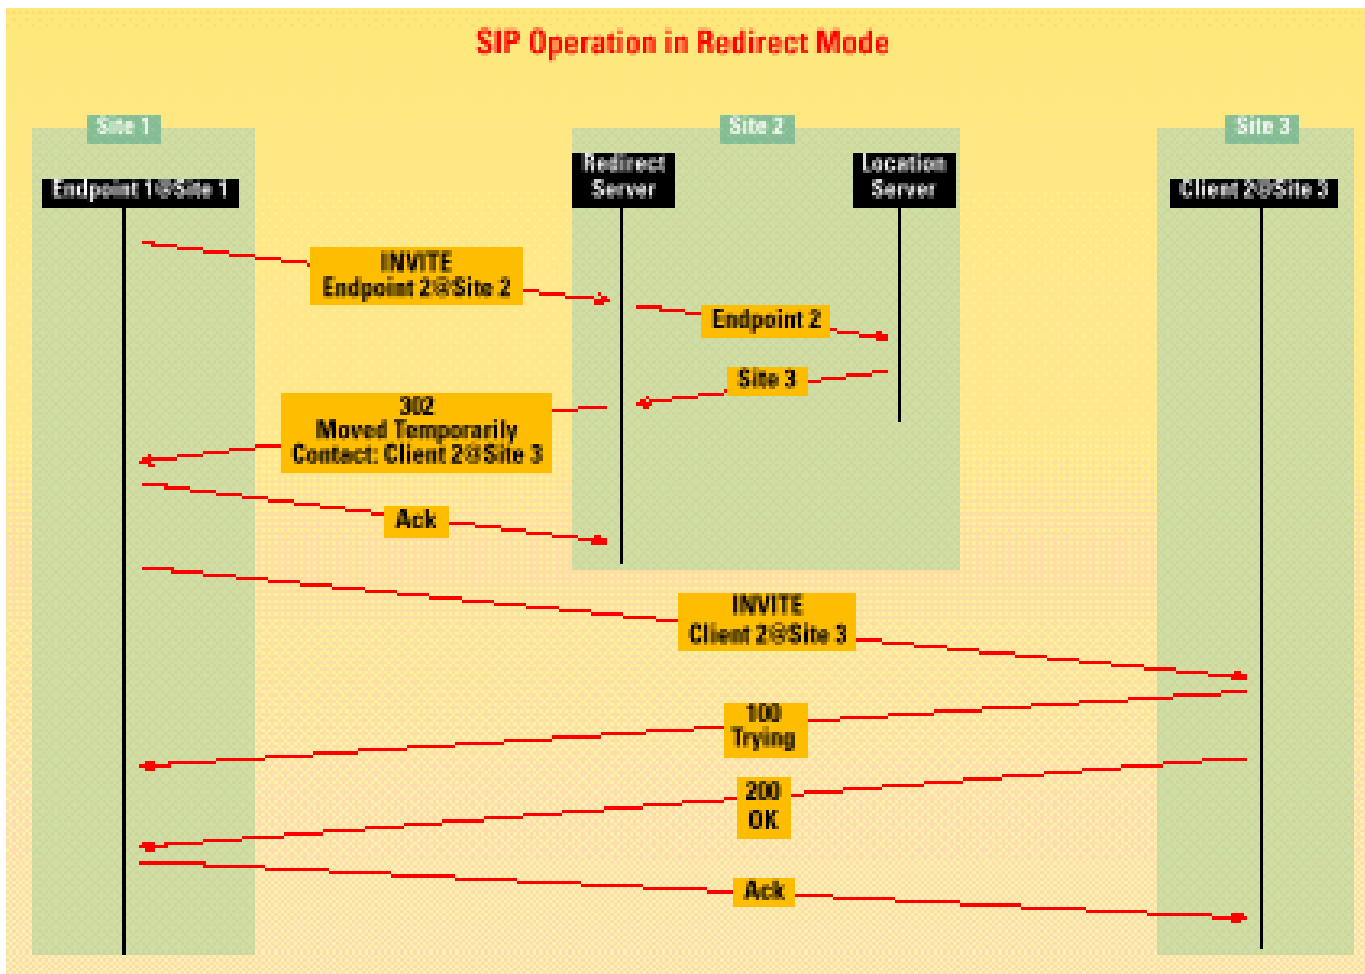 SIP Operation in Redirect Mode
Site 1
Site 2
Site 3
Endpoint 1@Site 1
Redirect
Server
Location
Server
Client 2@Site 3
INVITE
Endpoint 2@Site 2
Endpoint 2
Site 3
302
Moved Temporarily
Contact: Client 2@Site 3
Ack
INVITE
Client 2@Site 3
100
Trying
200
OK
Ack